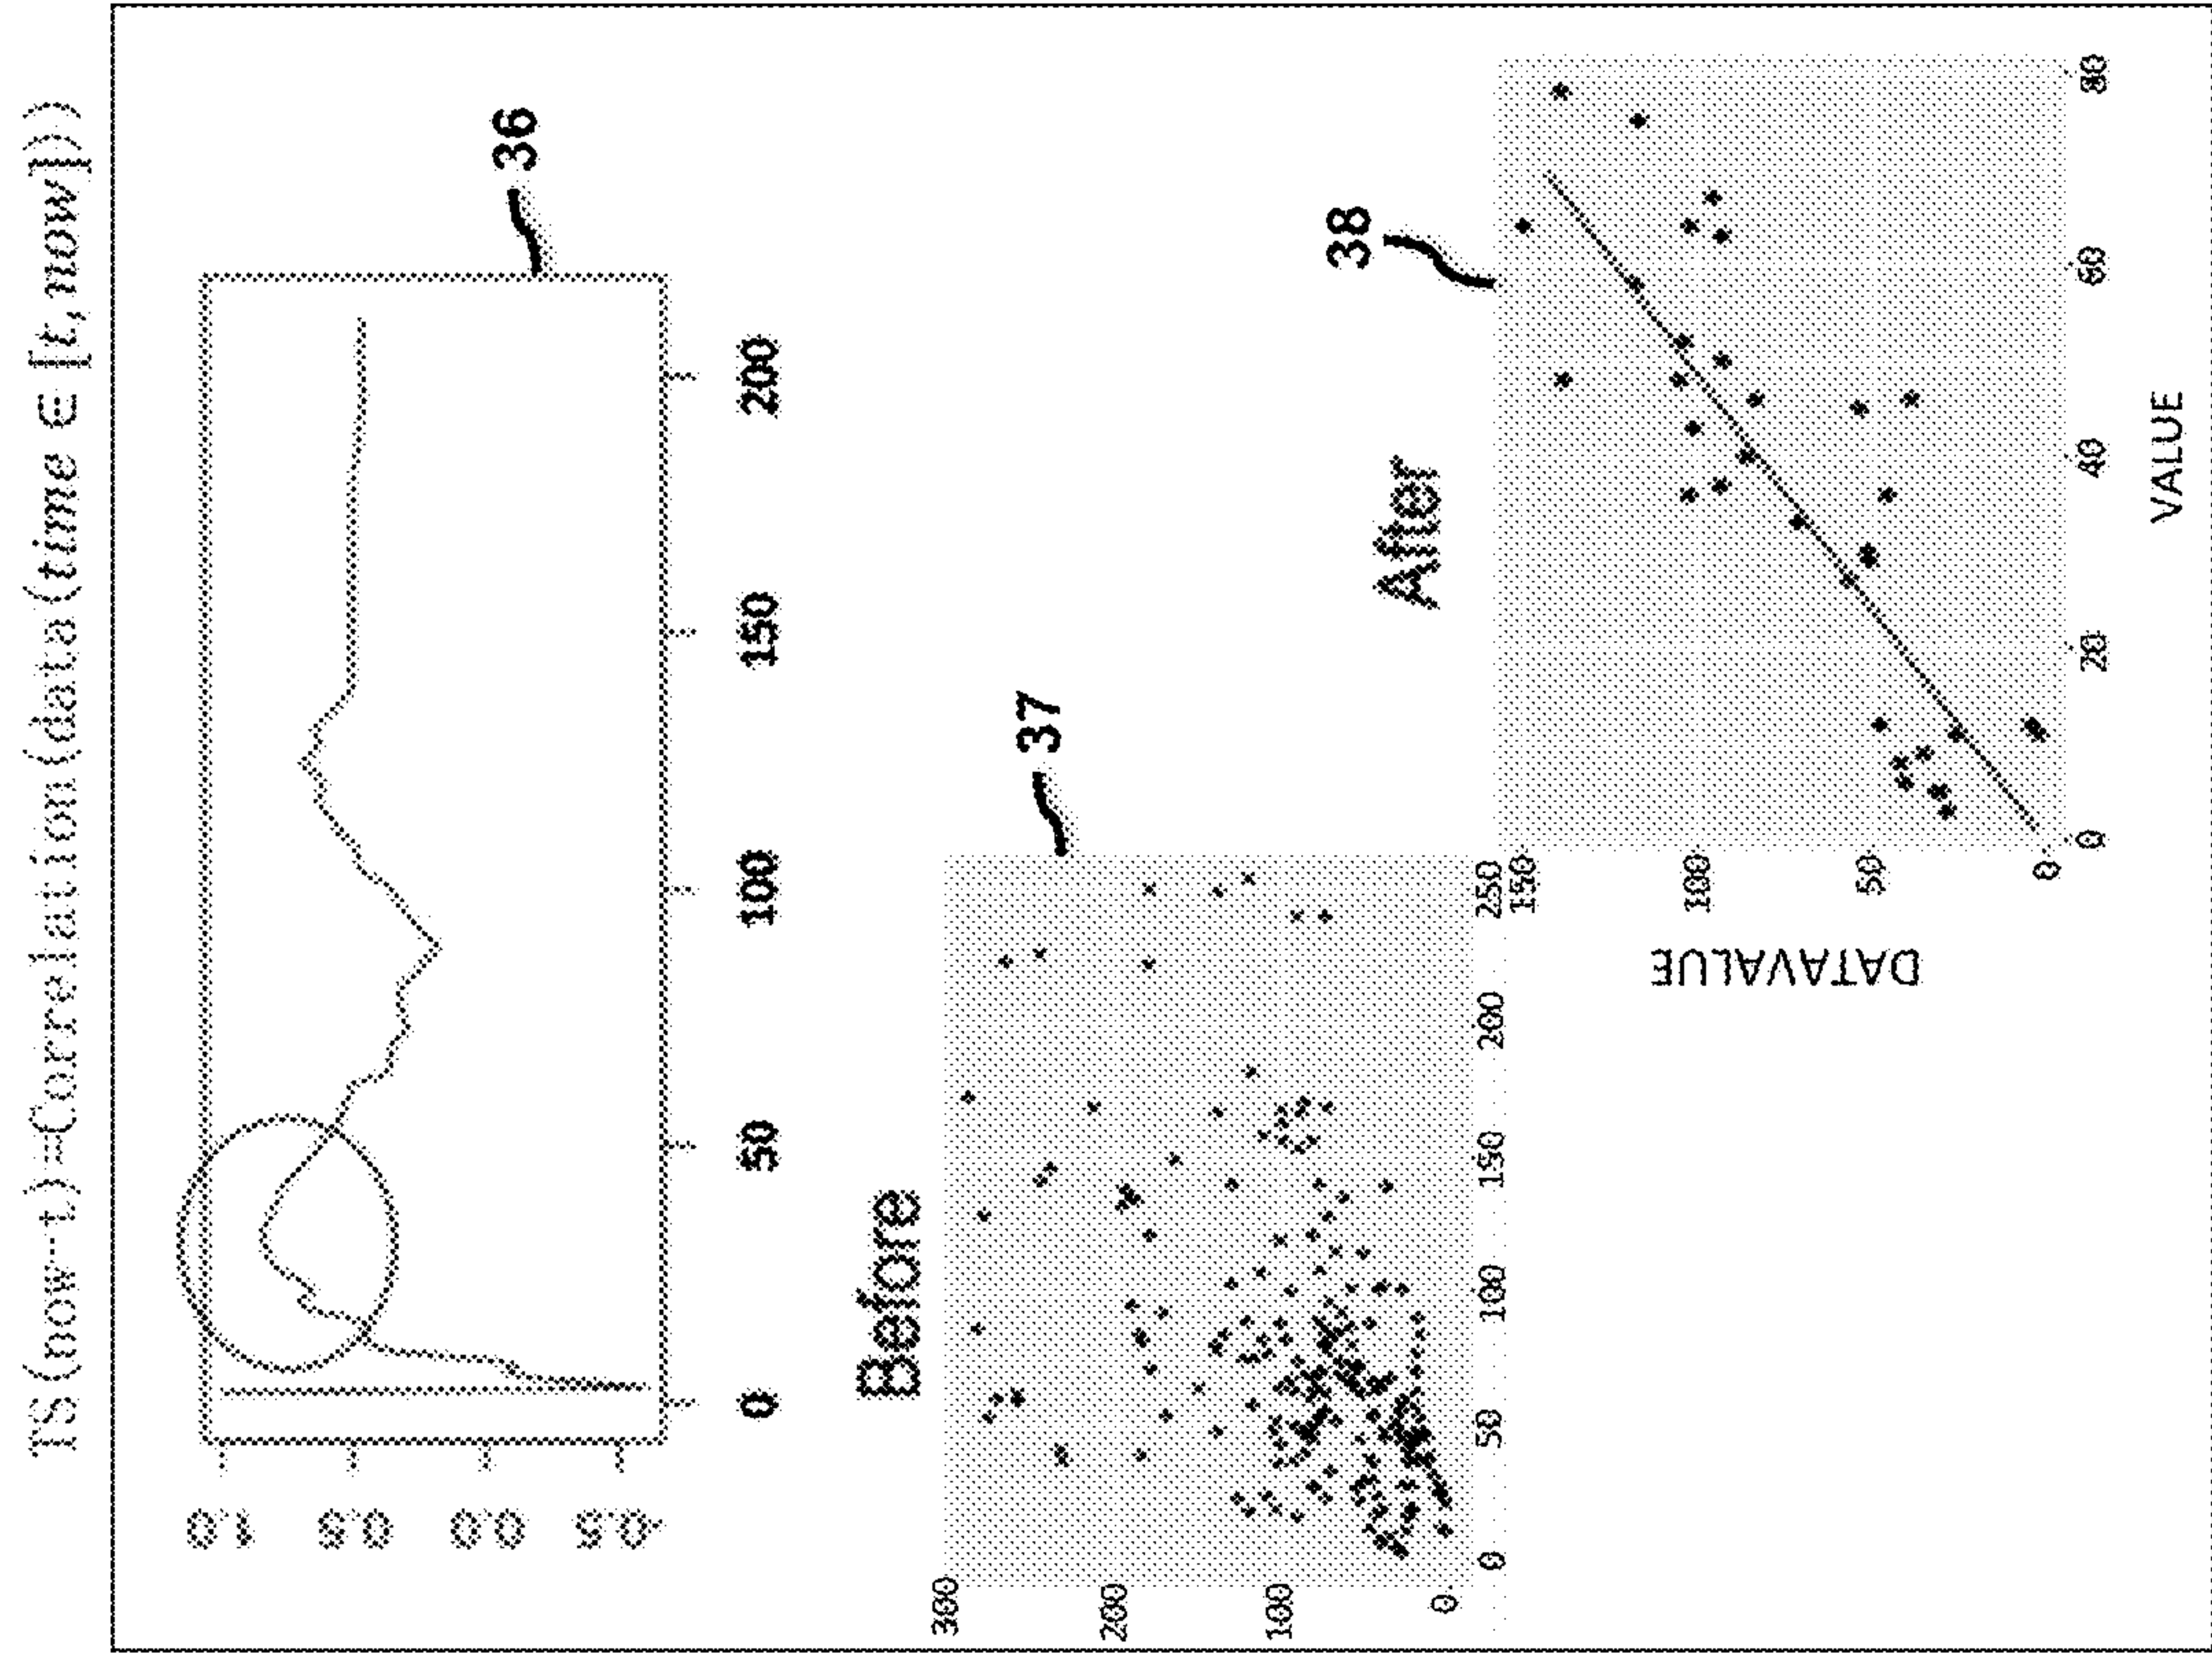 TS(now-t)=Correlation(data(time ∈ [t,now]))
1.0
0.5
0.0
-0.5
0 50 100 150 200
36
Before
37
300
200
100
0
0 50 100 150 200 250
After
38
150
100
50
0
DATAVALUE
0 20 40 60 80
VALUE